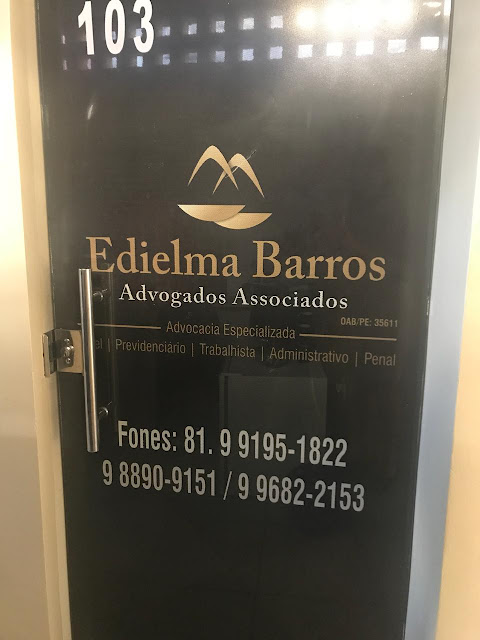 103
Edielma Barros
Advogados Associados
OAB/PE: 35611
Advocacia Especializada
| Previdenciário | Trabalhista | Administrativo | Penal
Fones: 81. 9 9195-1822
9 8890-9151 / 9 9682-2153